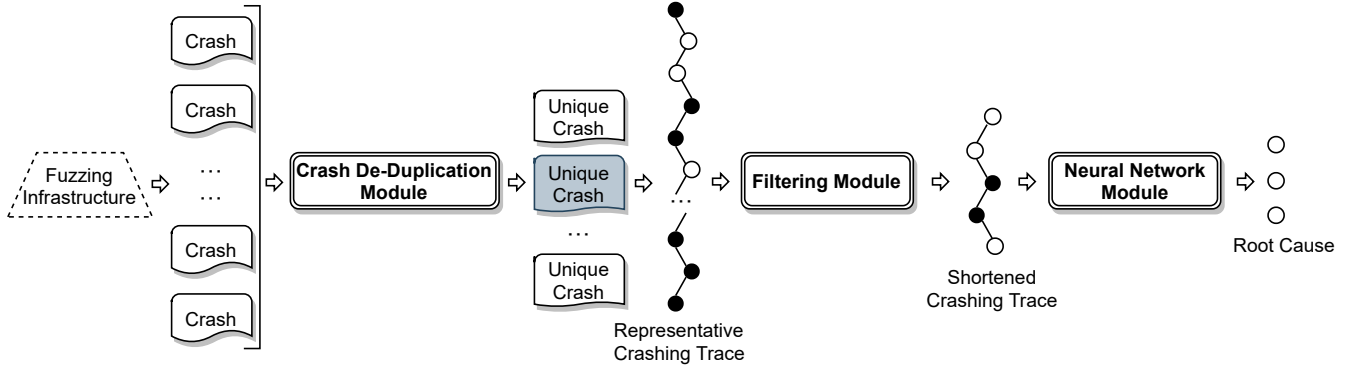 Fuzzing
Infrastructure
Crash
Crash
...
...
Crash
Crash
Crash De-Duplication
Module
Unique
Crash
Unique
Crash
...
Unique
Crash
...
Representative
Crashing Trace
Filtering Module
Shortened
Crashing Trace
Neural Network
Module
Root Cause